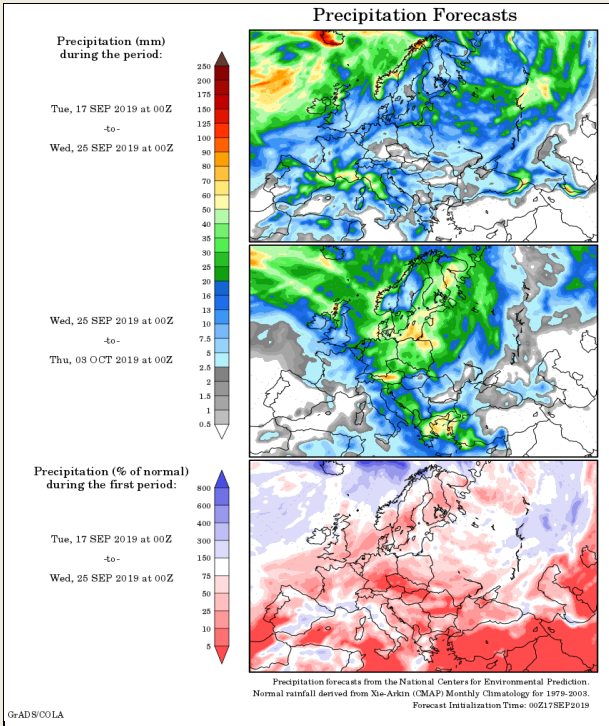 Precipitation Forecasts
Precipitation (mm)
during the period:
Tue, 17 SEP 2019 at 00Z
-to-
Wed, 25 SEP 2019 at 00Z
250
200
175
150
125
100
90
80
70
60
50
40
35
30
25
20
16
13
10
7.5
5
2.5
2
1.5
1
0.5
Wed, 25 SEP 2019 at 00Z
-to-
Thu, 03 OCT 2019 at 00Z
Precipitation (% of normal)
during the first period:
Tue, 17 SEP 2019 at 00Z
-to-
Wed, 25 SEP 2019 at 00Z
800
600
400
300
150
75
50
25
10
5
Precipitation forecasts from the National Centers for Environmental Prediction.
Normal rainfall derived from Xie-Arkin (CMAP) Monthly Climatology for 1979-2003.
Forecast Initialization Time: 00Z17SEP2019
GrADS/COLA